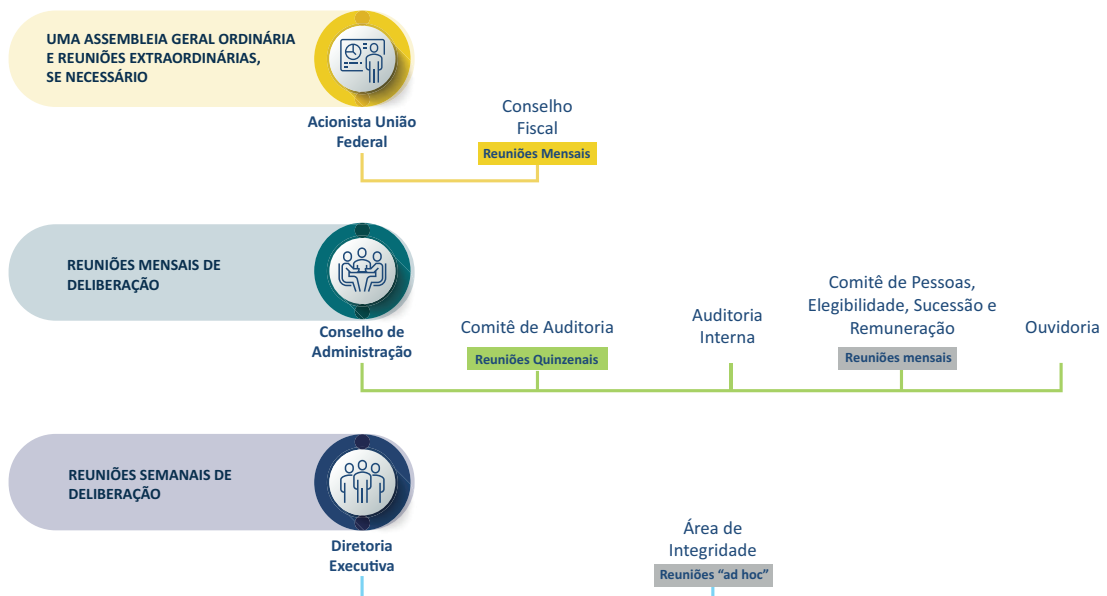 UMA ASSEMBLEIA GERAL ORDINÁRIA
E REUNIÕES EXTRAORDINÁRIAS,
SE NECESSÁRIO
Acionista União
Federal
Conselho
Fiscal
Reuniões Mensais
REUNIÕES MENSAIS DE
DELIBERAÇÃO
Conselho de
Administração
Comitê de Auditoria
Reuniões Quinzenais
Auditoria
Interna
Comitê de Pessoas,
Elegibilidade, Sucessão e
Remuneração
Reuniões mensais
Ouvidoria
REUNIÕES SEMANAIS DE
DELIBERAÇÃO
Diretoria
Executiva
Área de
Integridade
Reuniões “ad hoc”